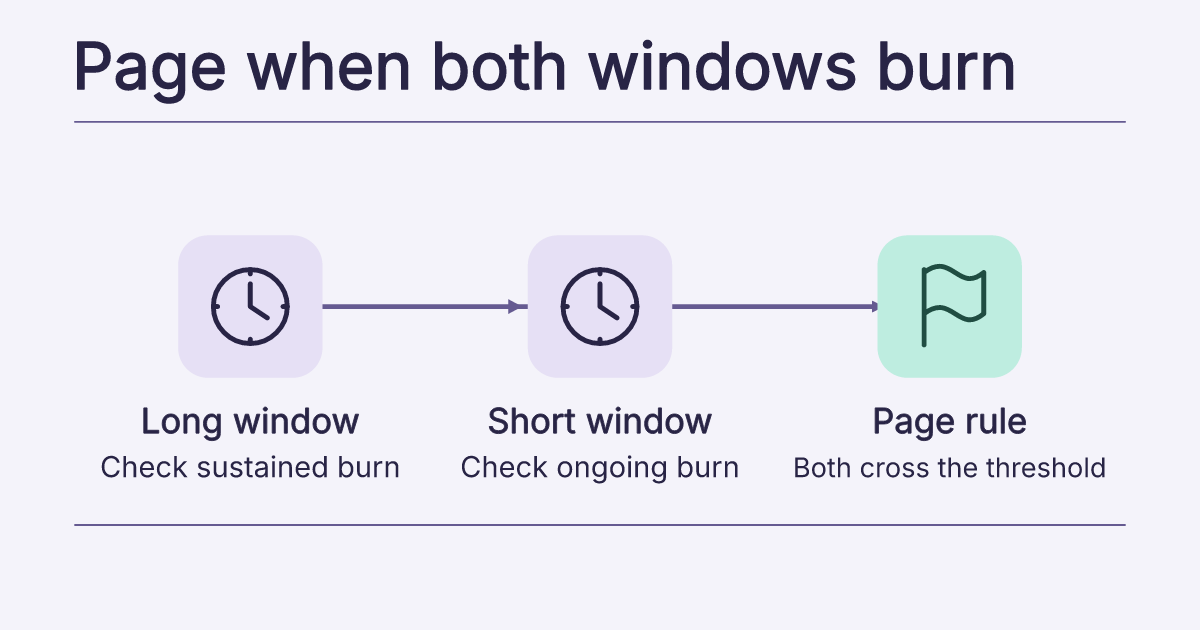 Page when both windows burn
Long window
Check sustained burn
Short window
Check ongoing burn
Page rule
Both cross the threshold